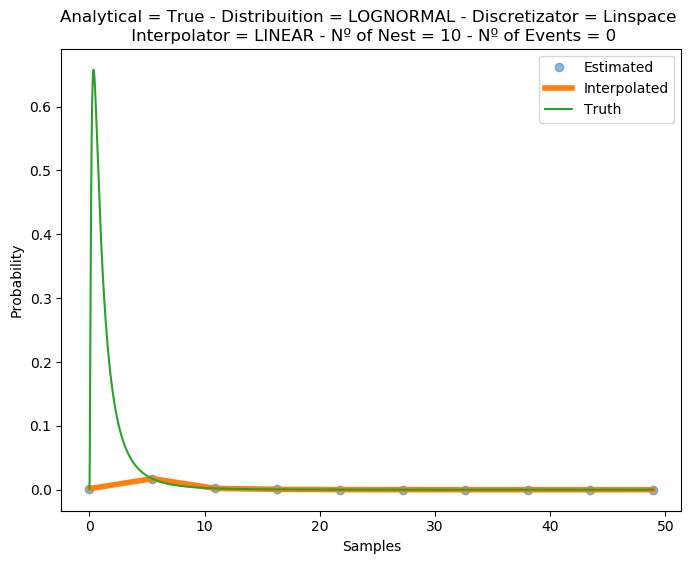 Analytical = True - Distribuition = LOGNORMAL - Discretizator = Linspace
Interpolator = LINEAR - Nº of Nest = 10 - Nº of Events = 0
Estimated
Interpolated
Truth
Probability
0.6
0.5
0.4
0.3
0.2
0.1
0.0
0 10 20 30 40 50
Samples